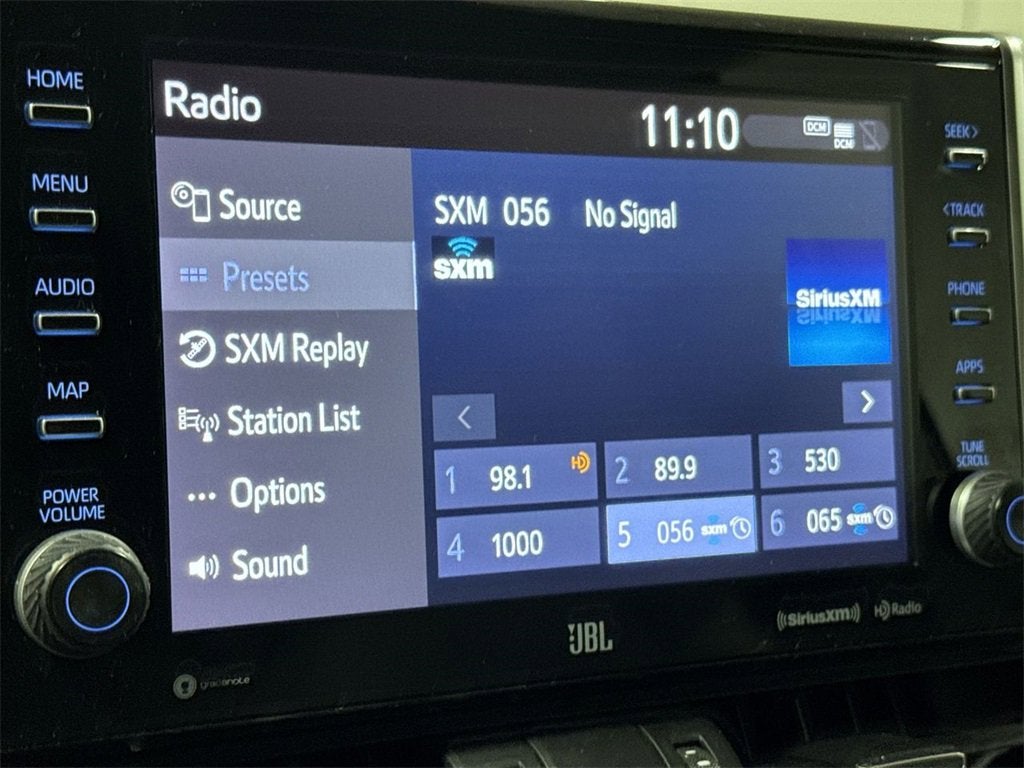 HOME
MENU
AUDIO
MAP
POWER
VOLUME
Radio
11:10
DCM
DCM
Source
Presets
SXM Replay
Station List
Options
Sound
SXM 056 No Signal
sxm
SiriusXM
<
>
1 98.1 HD
2 89.9
3 530
4 1000
5 056 sxm
6 065 sxm
SEEK>
<TRACK
PHONE
APPS
TUNE
SCROLL
gracenote
JBL
((SiriusXM))
HD Radio